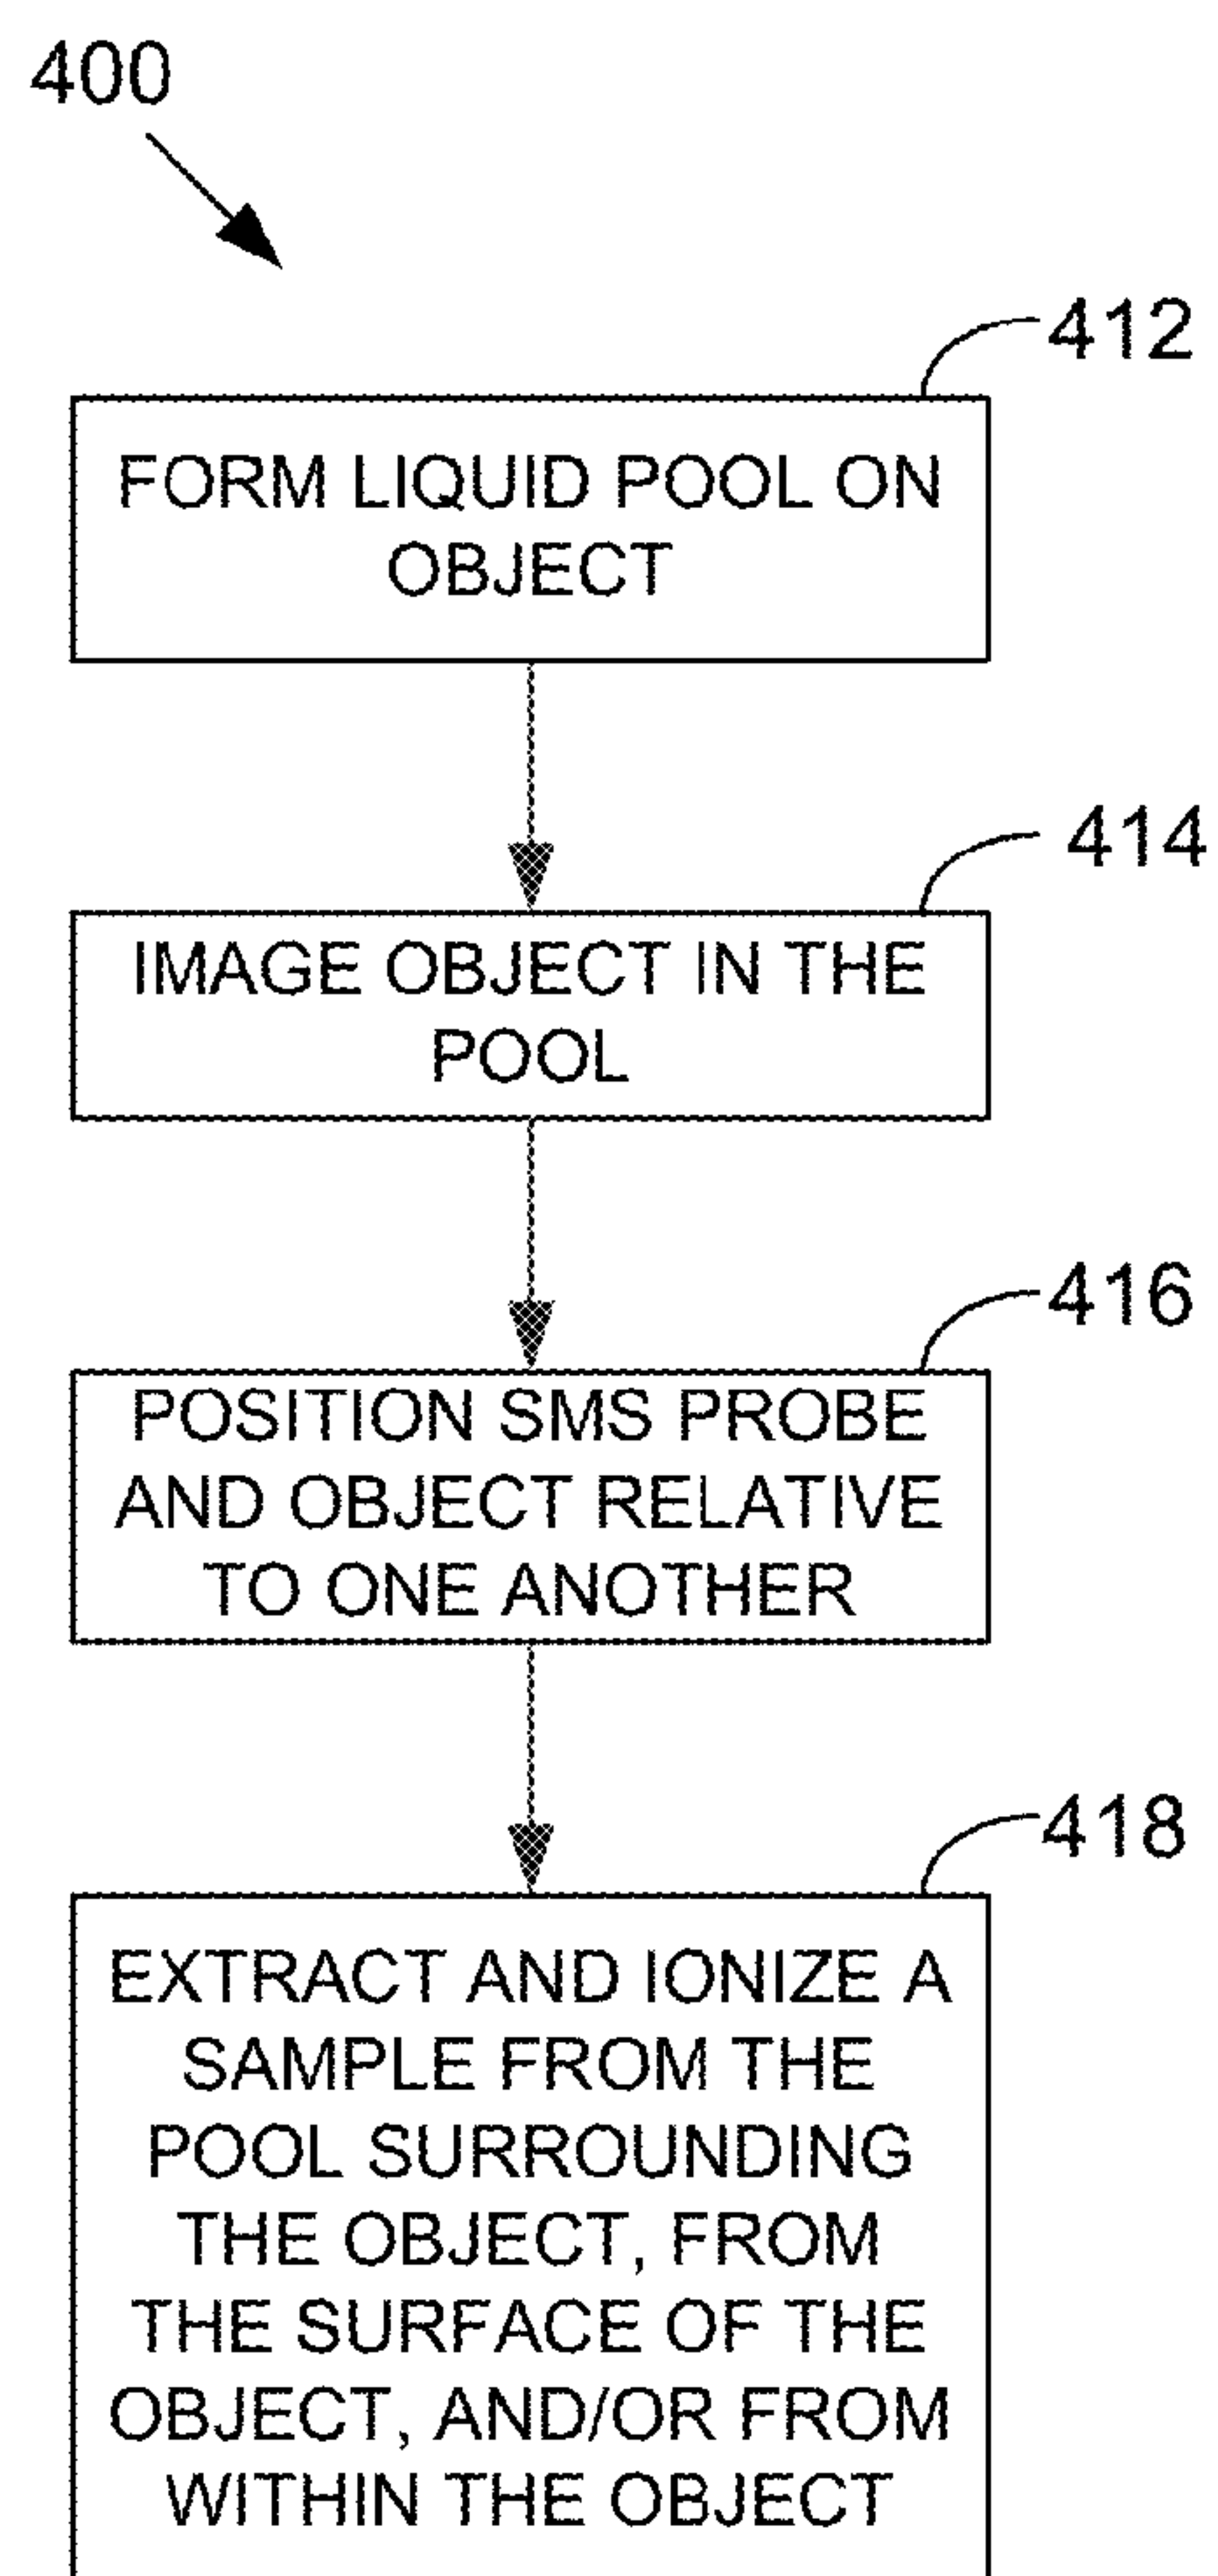 400
412
FORM LIQUID POOL ON
OBJECT
414
IMAGE OBJECT IN THE
POOL
416
POSITION SMS PROBE
AND OBJECT RELATIVE
TO ONE ANOTHER
418
EXTRACT AND IONIZE A
SAMPLE FROM THE
POOL SURROUNDING
THE OBJECT, FROM
THE SURFACE OF THE
OBJECT, AND/OR FROM
WITHIN THE OBJECT